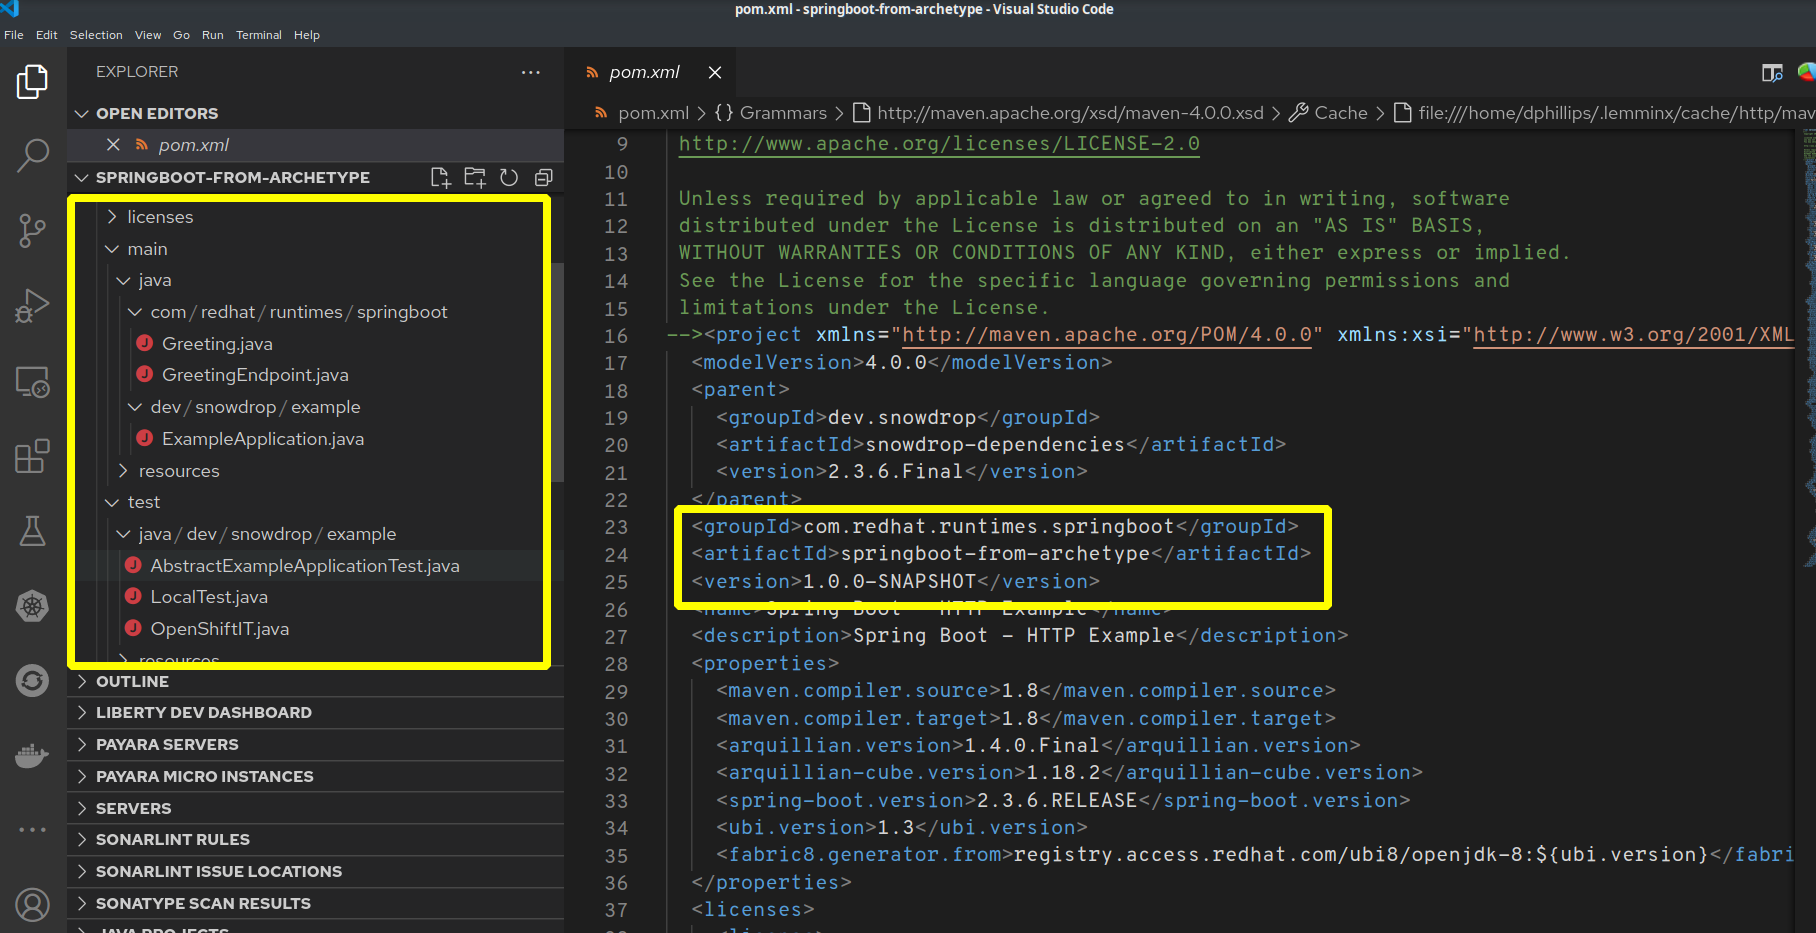 pom.xml - springboot-from-archetype - Visual Studio Code
File Edit Selection View Go Run Terminal Help
EXPLORER
OPEN EDITORS
pom.xml
SPRINGBOOT-FROM-ARCHETYPE
licenses
main
java
com/redhat/runtimes/springboot
Greeting.java
GreetingEndpoint.java
dev/snowdrop/example
ExampleApplication.java
resources
test
java/dev/snowdrop/example
AbstractExampleApplicationTest.java
LocalTest.java
OpenShiftIT.java
resources
OUTLINE
LIBERTY DEV DASHBOARD
PAYARA SERVERS
PAYARA MICRO INSTANCES
SERVERS
SONARLINT RULES
SONARLINT ISSUE LOCATIONS
SONATYPE SCAN RESULTS
JAVA PROJECTS
pom.xml
pom.xml > {} Grammars > http://maven.apache.org/xsd/maven-4.0.0.xsd > Cache > file:///home/dphillips/.lemminx/cache/http/mav
9 http://www.apache.org/licenses/LICENSE-2.0
10
11 Unless required by applicable law or agreed to in writing, software
12 distributed under the License is distributed on an "AS IS" BASIS,
13 WITHOUT WARRANTIES OR CONDITIONS OF ANY KIND, either express or implied.
14 See the License for the specific language governing permissions and
15 limitations under the License.
16 --><project xmlns="http://maven.apache.org/POM/4.0.0" xmlns:xsi="http://www.w3.org/2001/XML
17 <modelVersion>4.0.0</modelVersion>
18 <parent>
19 <groupId>dev.snowdrop</groupId>
20 <artifactId>snowdrop-dependencies</artifactId>
21 <version>2.3.6.Final</version>
22 </parent>
23 <groupId>com.redhat.runtimes.springboot</groupId>
24 <artifactId>springboot-from-archetype</artifactId>
25 <version>1.0.0-SNAPSHOT</version>
26 <name>Spring Boot - HTTP Example</name>
27 <description>Spring Boot - HTTP Example</description>
28 <properties>
29 <maven.compiler.source>1.8</maven.compiler.source>
30 <maven.compiler.target>1.8</maven.compiler.target>
31 <arquillian.version>1.4.0.Final</arquillian.version>
32 <arquillian-cube.version>1.18.2</arquillian-cube.version>
33 <spring-boot.version>2.3.6.RELEASE</spring-boot.version>
34 <ubi.version>1.3</ubi.version>
35 <fabric8.generator.from>registry.access.redhat.com/ubi8/openjdk-8:${ubi.version}</fabri
36 </properties>
37 <licenses>